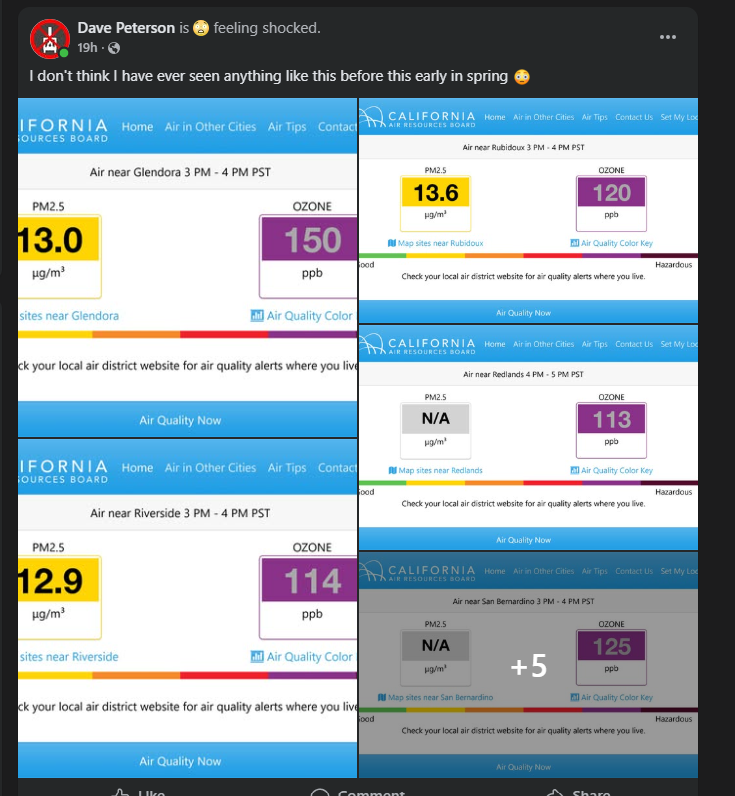 Dave Peterson is 😳 feeling shocked.
19h ·
I don't think I have ever seen anything like this before this early in spring 😳
IFORNIA
OURCES BOARD
Home Air in Other Cities Air Tips Contact
Air near Glendora 3 PM - 4 PM PST
PM2.5 OZONE
13.0 150
µg/m³ ppb
sites near Glendora Air Quality Color
ck your local air district website for air quality alerts where you live
Air Quality Now
CALIFORNIA
AIR RESOURCES BOARD
Home Air in Other Cities Air Tips Contact Us Set My Loc
Air near Rubidoux 3 PM - 4 PM PST
PM2.5 OZONE
13.6 120
µg/m³ ppb
Map sites near Rubidoux Air Quality Color Key
ood Hazardous
Check your local air district website for air quality alerts where you live.
Air Quality Now
CALIFORNIA
AIR RESOURCES BOARD
Home Air in Other Cities Air Tips Contact Us Set My Loc
Air near Redlands 4 PM - 5 PM PST
PM2.5 OZONE
N/A 113
µg/m³ ppb
Map sites near Redlands Air Quality Color Key
ood Hazardous
Check your local air district website for air quality alerts where you live.
Air Quality Now
IFORNIA
OURCES BOARD
Home Air in Other Cities Air Tips Contact
Air near Riverside 3 PM - 4 PM PST
PM2.5 OZONE
12.9 114
µg/m³ ppb
sites near Riverside Air Quality Color
ck your local air district website for air quality alerts where you live
Air Quality Now
CALIFORNIA
AIR RESOURCES BOARD
Home Air in Other Cities Air Tips Contact Us Set My Loc
Air near San Bernardino 3 PM - 4 PM PST
PM2.5 OZONE
N/A 125
+5
µg/m³ ppb
Map sites near San Bernardino Air Quality Color Key
ood Hazardous
Check your local air district website for air quality alerts where you live.
Air Quality Now
Like Comment Share